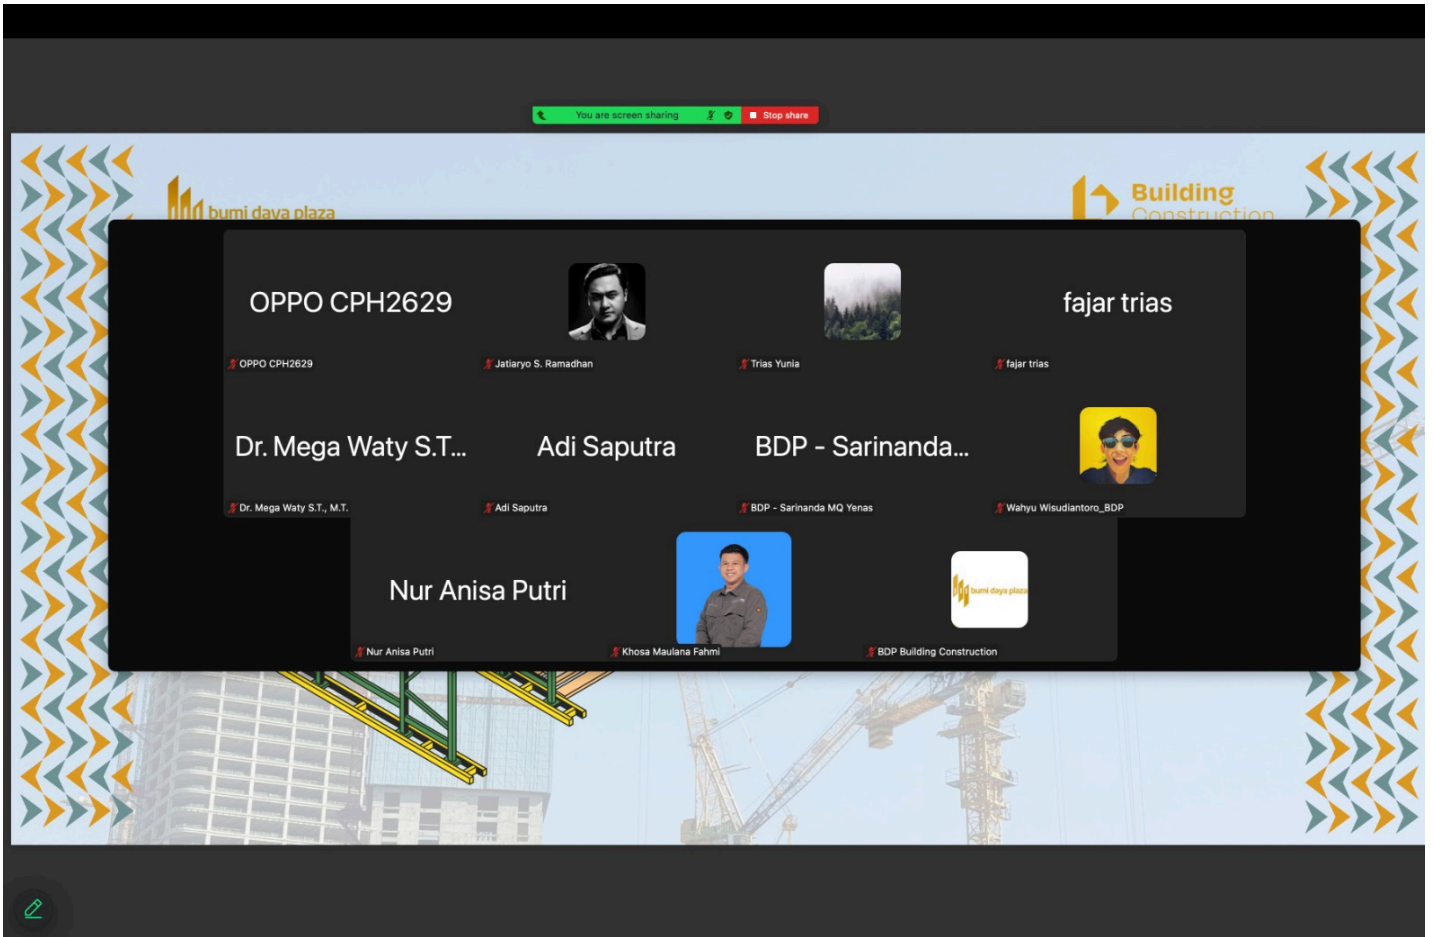 You are screen sharing
Stop share
bumi daya plaza
Building
Construction
OPPO CPH2629
fajar trias
OPPO CPH2629
Jatiaryo S. Ramadhan
Trias Yunia
fajar trias
Dr. Mega Waty S.T...
Adi Saputra
BDP - Sarinanda...
Dr. Mega Waty S.T., M.T.
Adi Saputra
BDP - Sarinanda MQ Yenas
Wahyu Wisudiantoro_BDP
Nur Anisa Putri
bumi daya plaza
Nur Anisa Putri
Khosa Maulana Fahmi
BDP Building Construction